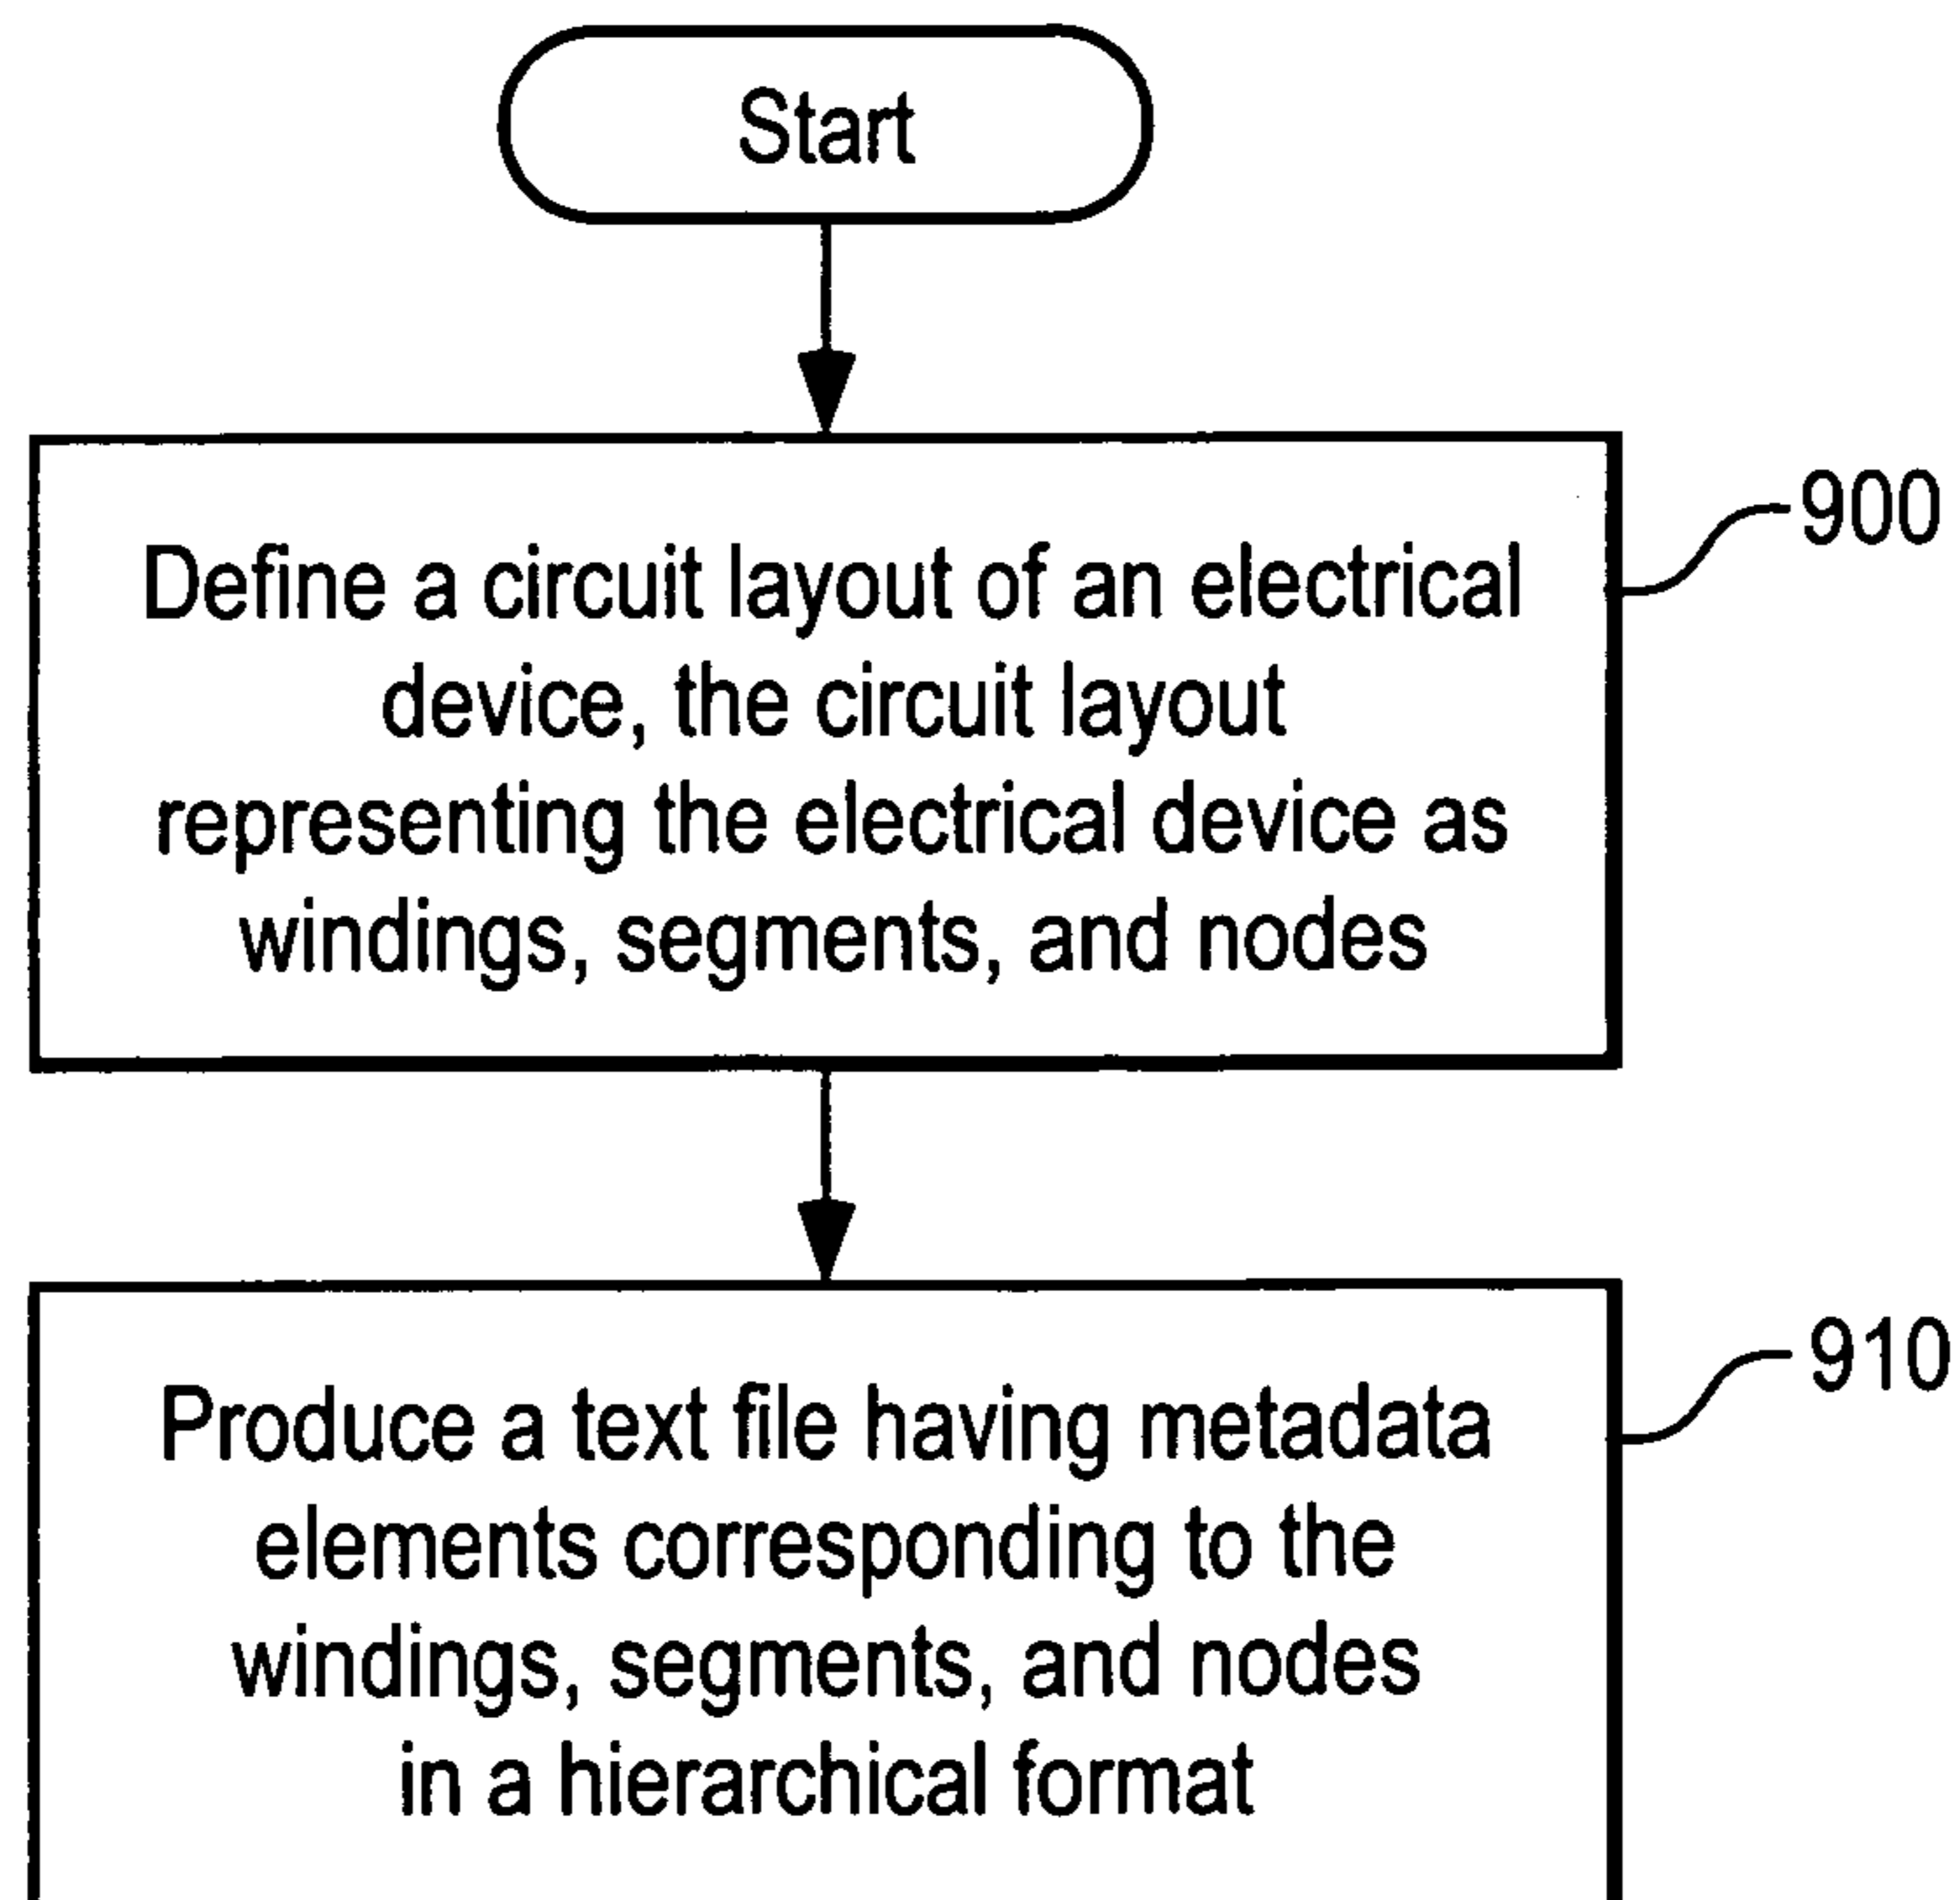 Start
900
Define a circuit layout of an electrical
device, the circuit layout
representing the electrical device as
windings, segments, and nodes
910
Produce a text file having metadata
elements corresponding to the
windings, segments, and nodes
in a hierarchical format